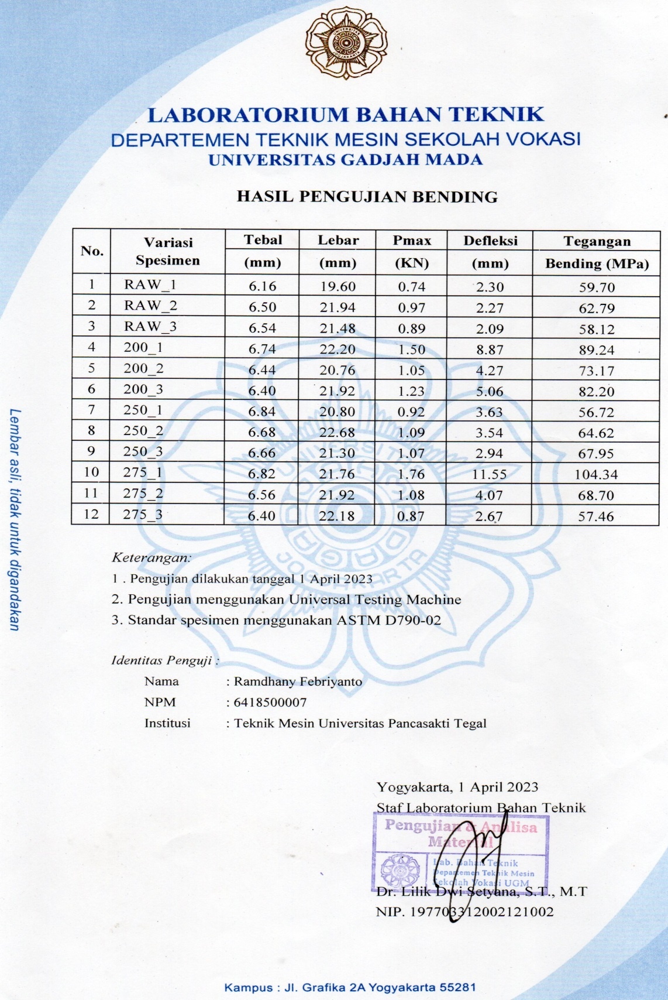 UNIVERSITAS
JOGJAKARTA
LABORATORIUM BAHAN TEKNIK
DEPARTEMEN TEKNIK MESIN SEKOLAH VOKASI
UNIVERSITAS GADJAH MADA
HASIL PENGUJIAN BENDING
No. Variasi Spesimen Tebal (mm) Lebar (mm) Pmax (KN) Defleksi (mm) Tegangan Bending (MPa)
1 RAW_1 6.16 19.60 0.74 2.30 59.70
2 RAW_2 6.50 21.94 0.97 2.27 62.79
3 RAW_3 6.54 21.48 0.89 2.09 58.12
4 200_1 6.74 22.20 1.50 8.87 89.24
5 200_2 6.44 20.76 1.05 4.27 73.17
6 200_3 6.40 21.92 1.23 5.06 82.20
7 250_1 6.84 20.80 0.92 3.63 56.72
8 250_2 6.68 22.68 1.09 3.54 64.62
9 250_3 6.66 21.30 1.07 2.94 67.95
10 275_1 6.82 21.76 1.76 11.55 104.34
11 275_2 6.56 21.92 1.08 4.07 68.70
12 275_3 6.40 22.18 0.87 2.67 57.46
Lembar asli, tidak untuk digandakan
Keterangan:
1 . Pengujian dilakukan tanggal 1 April 2023
2. Pengujian menggunakan Universal Testing Machine
3. Standar spesimen menggunakan ASTM D790-02
Identitas Penguji :
Nama : Ramdhany Febriyanto
NPM : 6418500007
Institusi : Teknik Mesin Universitas Pancasakti Tegal
Yogyakarta, 1 April 2023
Staf Laboratorium Bahan Teknik
Pengujian & Analisa
Material
Lab. Bahan Teknik
Departemen Teknik Mesin
Sekolah Vokasi UGM
Dr. Lilik Dwi Setyana, S.T., M.T
NIP. 197703312002121002
Kampus : Jl. Grafika 2A Yogyakarta 55281